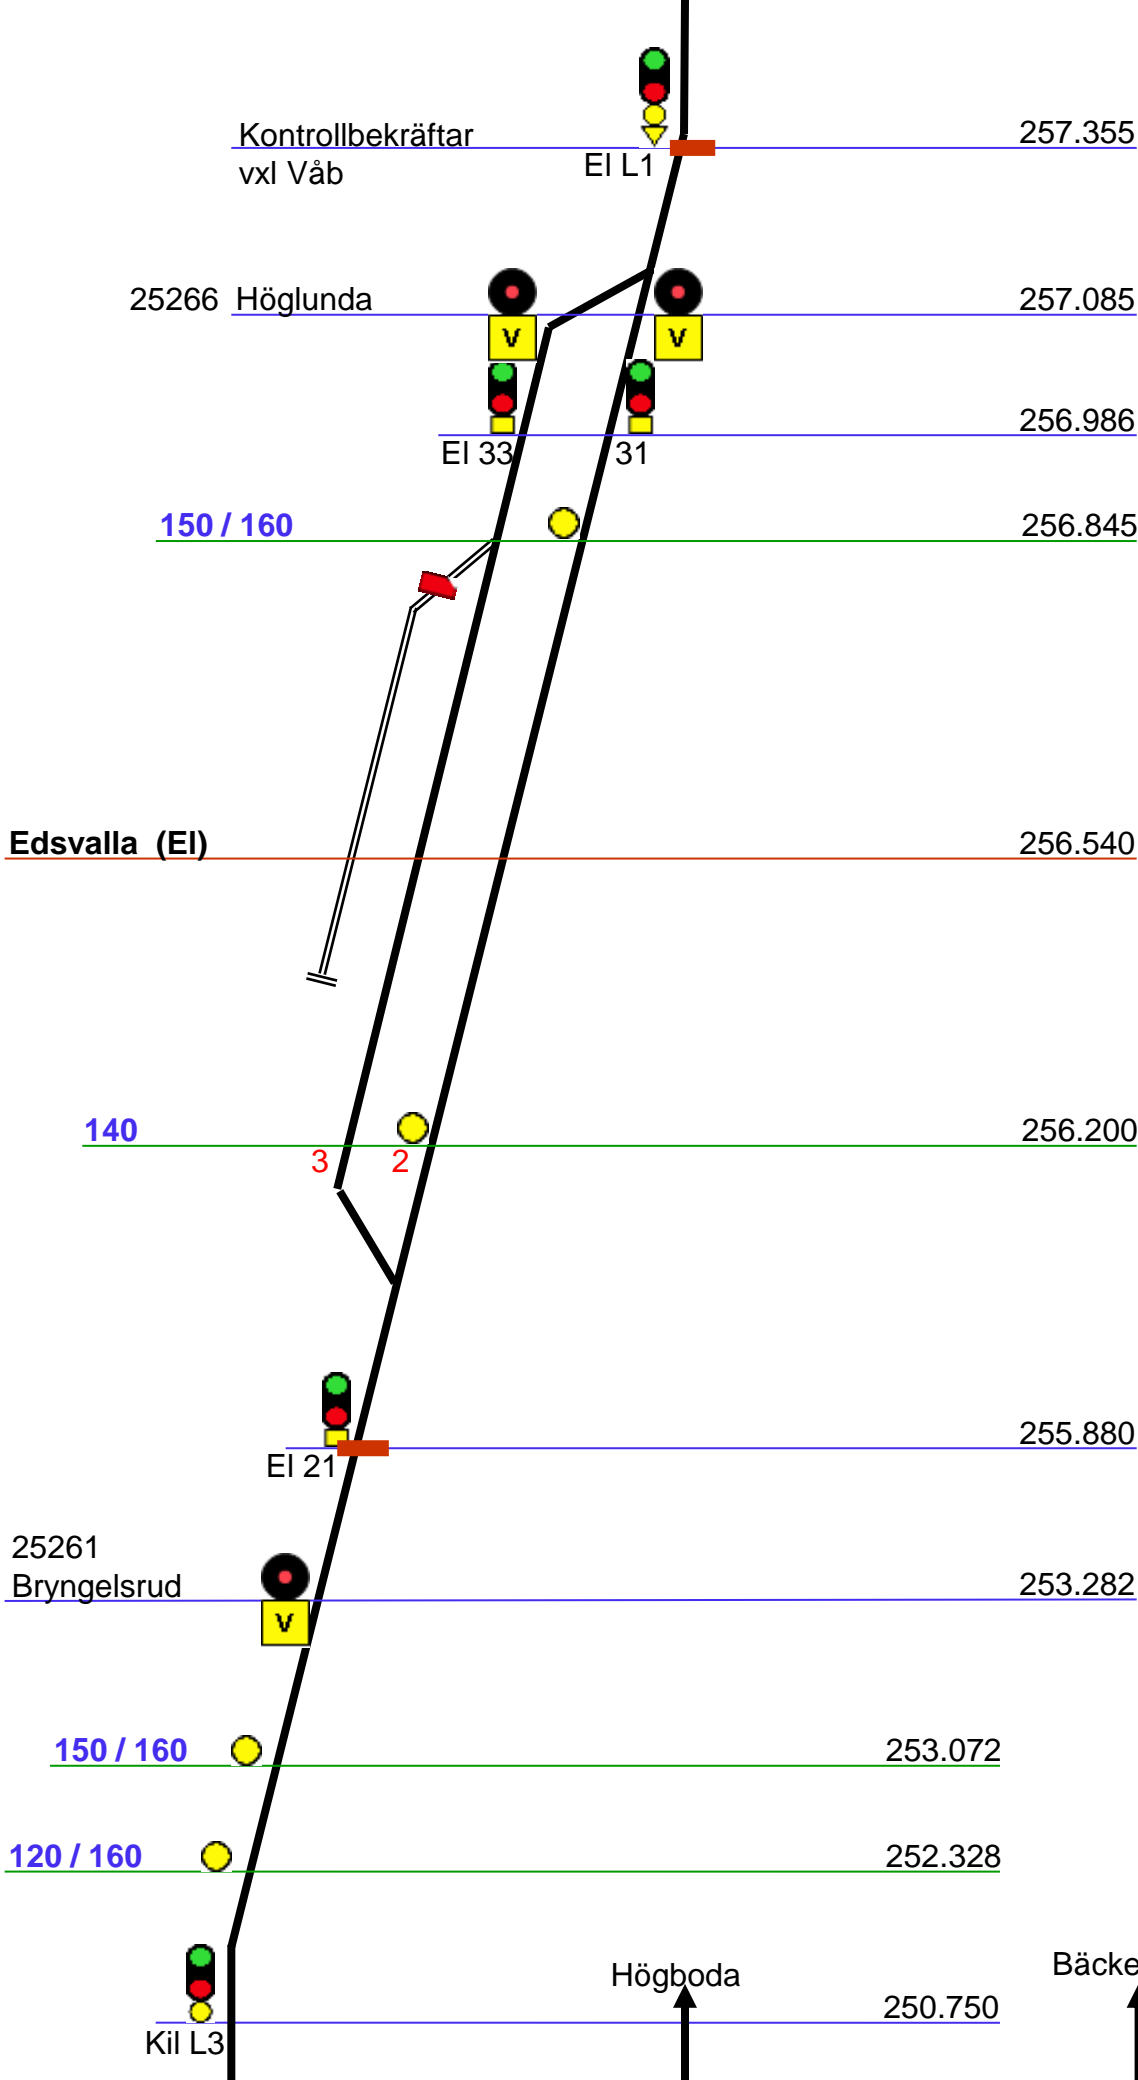 Kontrollbekräftar 257.355
vxl Våb El L1
25266 Höglunda 257.085
V V
256.986
El 33 31
150 / 160 256.845
Edsvalla (El) 256.540
140 256.200
3 2
255.880
El 21
25261
Bryngelsrud 253.282
V
150 / 160 253.072
120 / 160 252.328
Högboda Bäcke
250.750
Kil L3